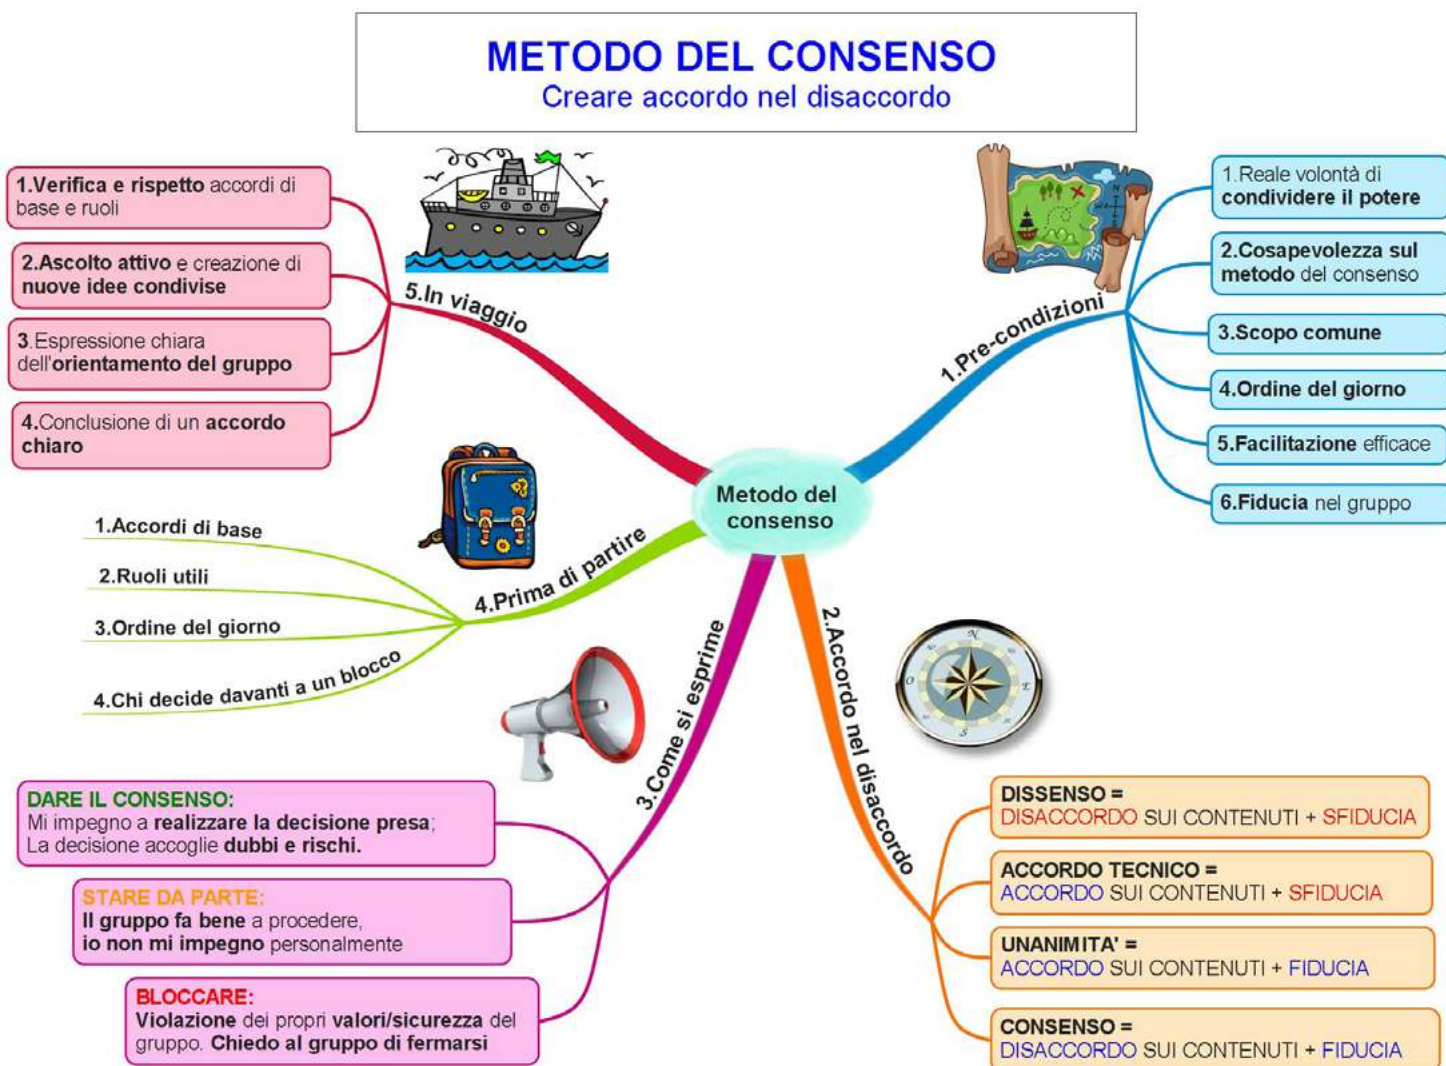 METODO DEL CONSENSO
Creare accordo nel disaccordo
Metodo del
consenso
1.Pre-condizioni
1.Reale volontà di
condividere il potere
2.Cosapevolezza sul
metodo del consenso
3.Scopo comune
4.Ordine del giorno
5.Facilitazione efficace
6.Fiducia nel gruppo
2.Accordo nel disaccordo
N
E
S
O
DISSENSO =
DISACCORDO SUI CONTENUTI + SFIDUCIA
ACCORDO TECNICO =
ACCORDO SUI CONTENUTI + SFIDUCIA
UNANIMITA' =
ACCORDO SUI CONTENUTI + FIDUCIA
CONSENSO =
DISACCORDO SUI CONTENUTI + FIDUCIA
3.Come si esprime
DARE IL CONSENSO:
Mi impegno a realizzare la decisione presa;
La decisione accoglie dubbi e rischi.
STARE DA PARTE:
Il gruppo fa bene a procedere,
io non mi impegno personalmente
BLOCCARE:
Violazione dei propri valori/sicurezza del
gruppo. Chiedo al gruppo di fermarsi
4.Prima di partire
1.Accordi di base
2.Ruoli utili
3.Ordine del giorno
4.Chi decide davanti a un blocco
5.In viaggio
1.Verifica e rispetto accordi di
base e ruoli
2.Ascolto attivo e creazione di
nuove idee condivise
3.Espressione chiara
dell'orientamento del gruppo
4.Conclusione di un accordo
chiaro